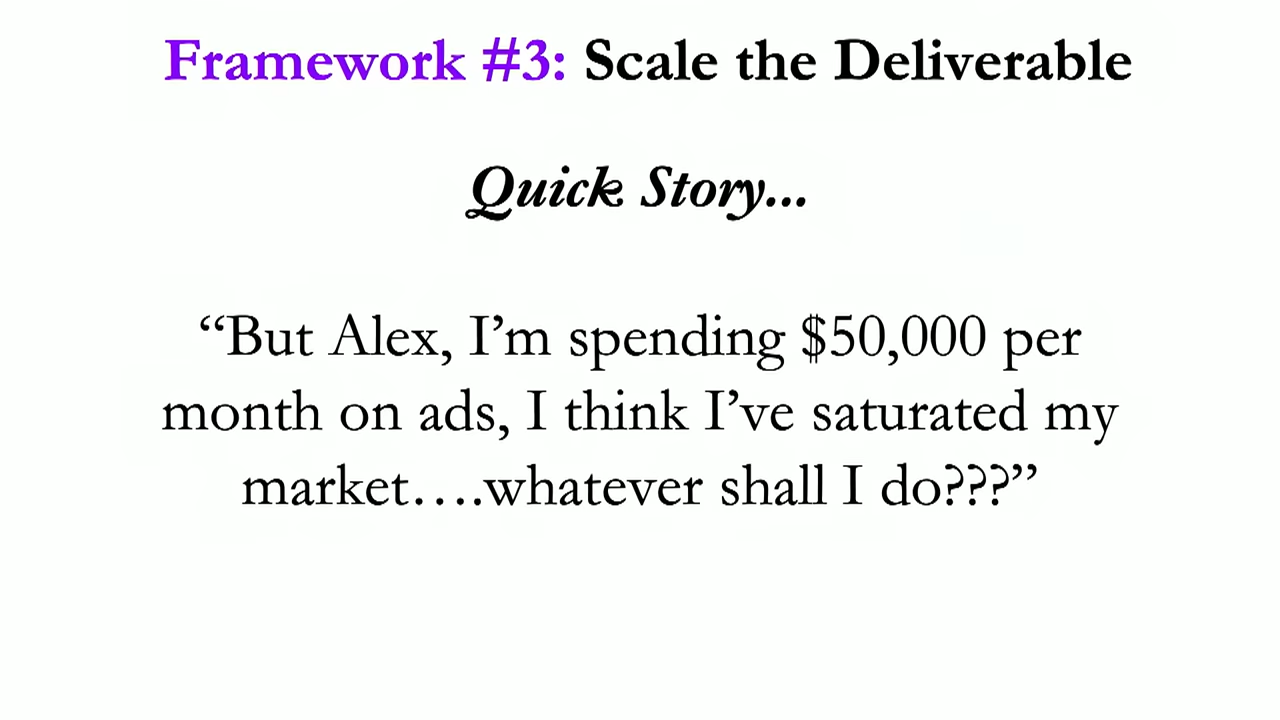 Framework #3: Scale the Deliverable
Quick Story...
“But Alex, I’m spending $50,000 per
month on ads, I think I’ve saturated my
market….whatever shall I do???”